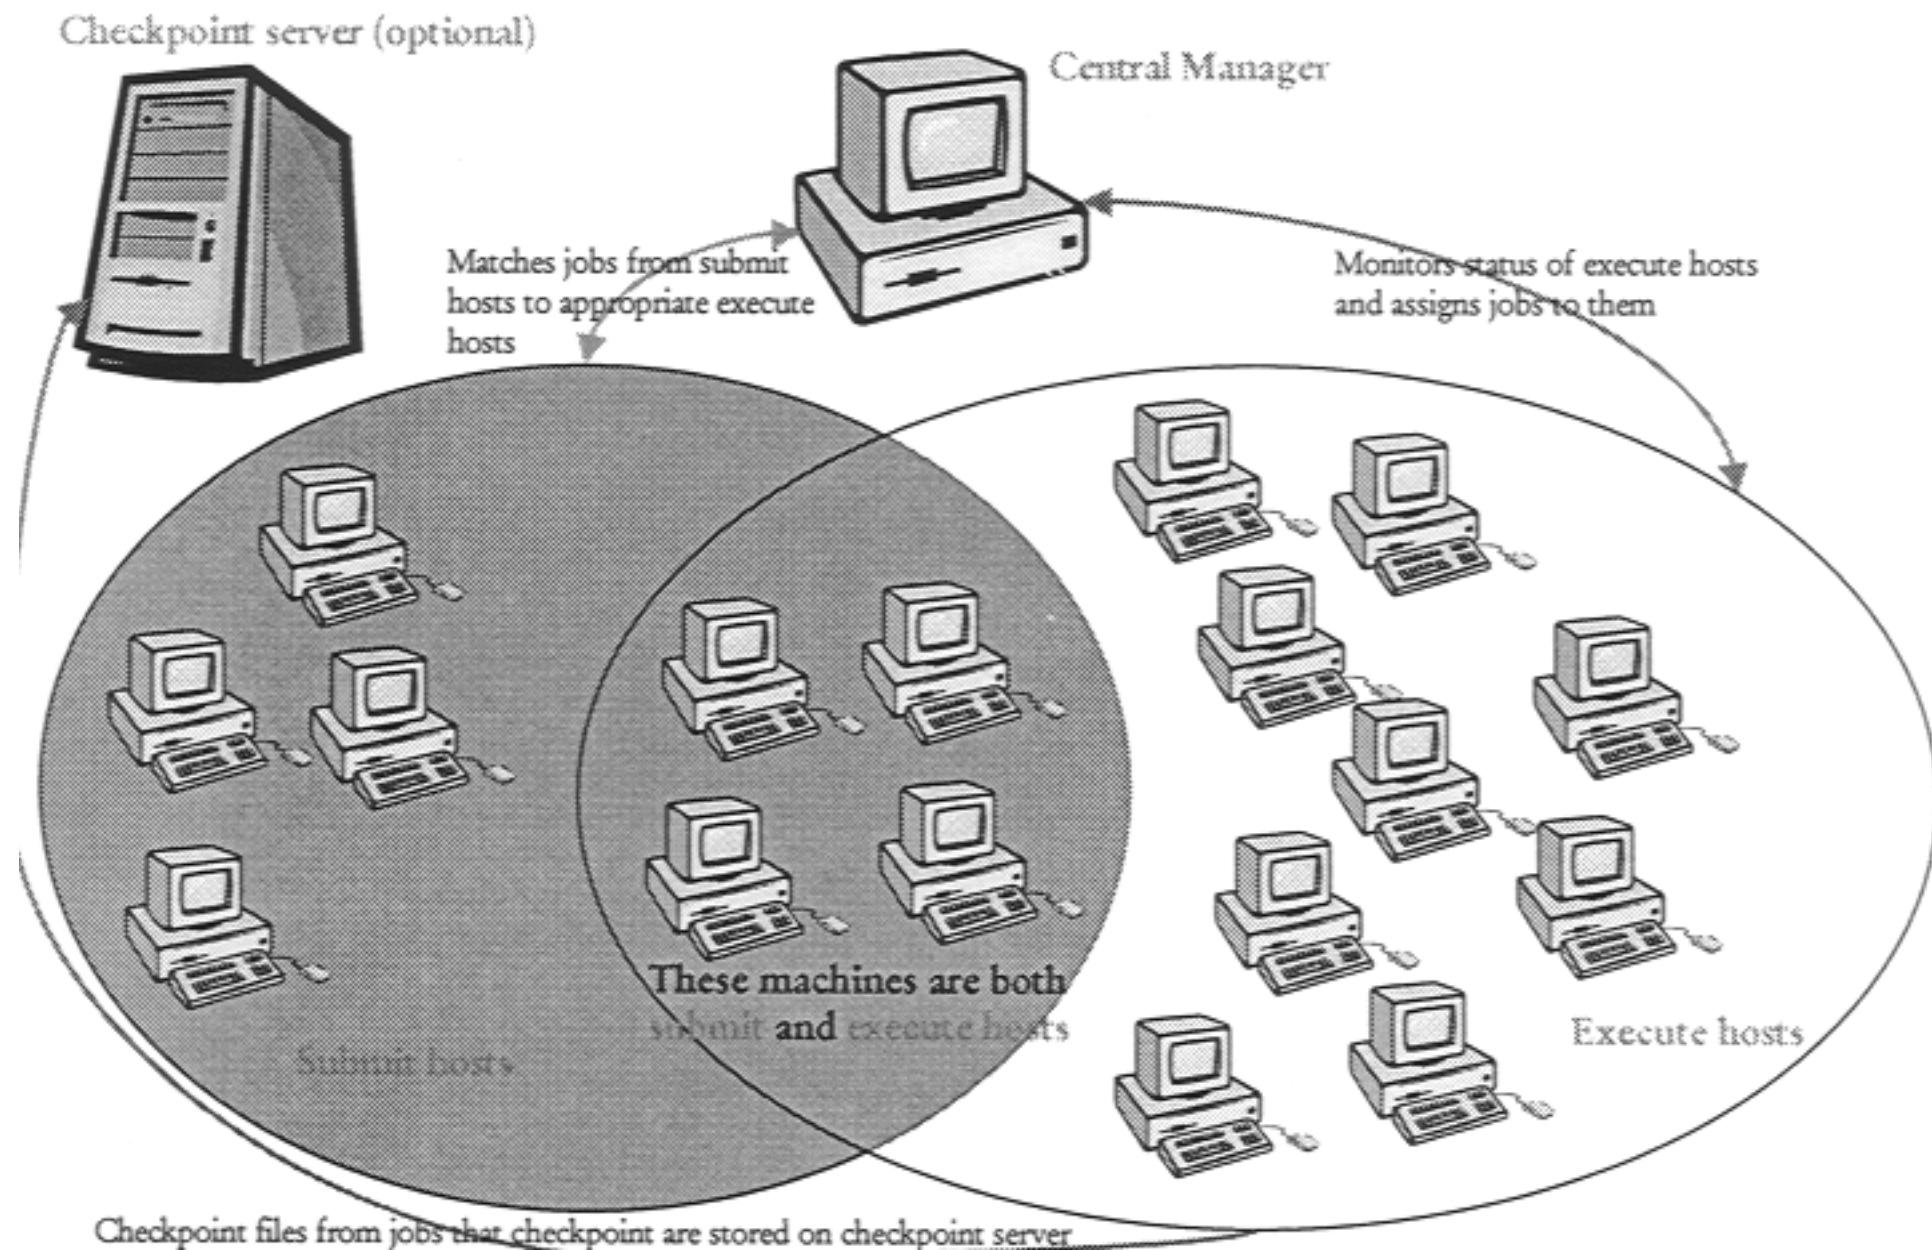 Checkpoint server (optional)
Central Manager
Matches jobs from submit
hosts to appropriate execute
hosts
Monitors status of execute hosts
and assigns jobs to them
These machines are both
submit and execute hosts
Submit hosts
Execute hosts
Checkpoint files from jobs that checkpoint are stored on checkpoint server